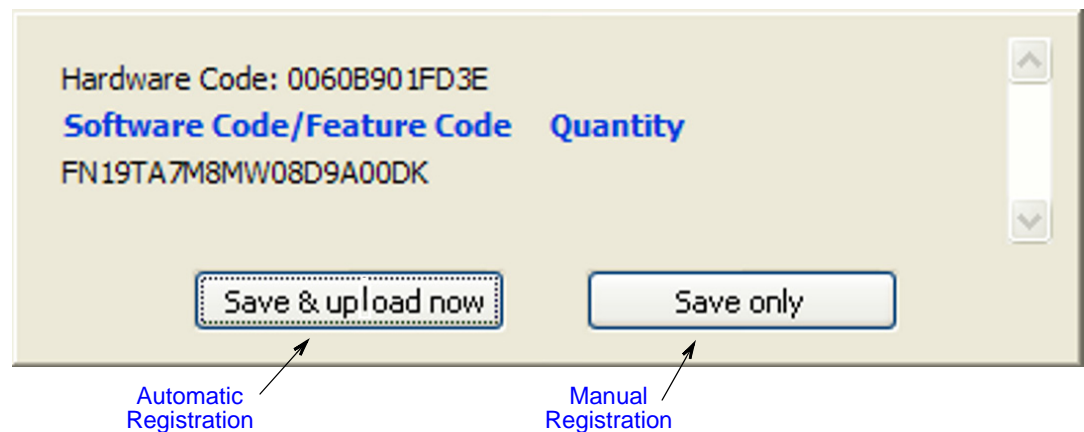 Hardware Code: 0060B901FD3E
Software Code/Feature Code Quantity
FN19TA7M8MW08D9A00DK
Save & upload now Save only
Automatic Registration
Manual Registration